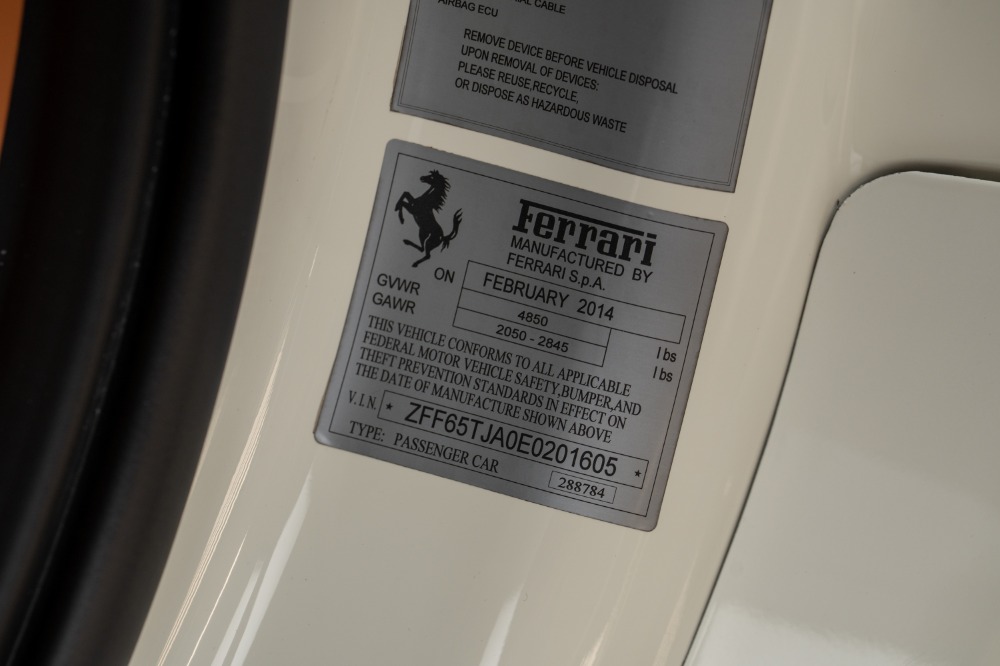 AIRBAG ECU
REMOVE DEVICE BEFORE VEHICLE DISPOSAL
UPON REMOVAL OF DEVICES:
PLEASE REUSE,RECYCLE,
OR DISPOSE AS HAZARDOUS WASTE
Ferrari
MANUFACTURED BY
FERRARI S.p.A.
ON FEBRUARY 2014
GVWR 4850 lbs
GAWR 2050 - 2845 lbs
THIS VEHICLE CONFORMS TO ALL APPLICABLE
FEDERAL MOTOR VEHICLE SAFETY,BUMPER,AND
THEFT PREVENTION STANDARDS IN EFFECT ON
THE DATE OF MANUFACTURE SHOWN ABOVE
V.I.N. * ZFF65TJA0E0201605 *
TYPE: PASSENGER CAR 288784